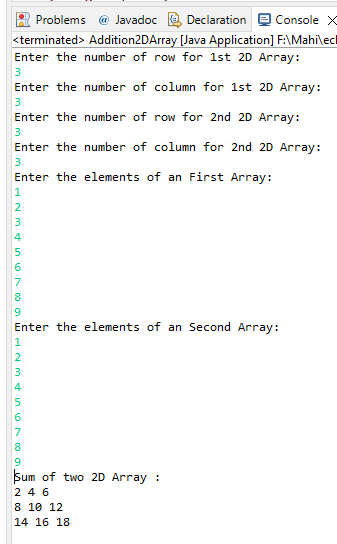 Problems @ Javadoc Declaration Console
<terminated> Addition2DArray [Java Application] F:\Mahi\ecl
Enter the number of row for 1st 2D Array:
3
Enter the number of column for 1st 2D Array:
3
Enter the number of row for 2nd 2D Array:
3
Enter the number of column for 2nd 2D Array:
3
Enter the elements of an First Array:
1
2
3
4
5
6
7
8
9
Enter the elements of an Second Array:
1
2
3
4
5
6
7
8
9
Sum of two 2D Array :
2 4 6
8 10 12
14 16 18